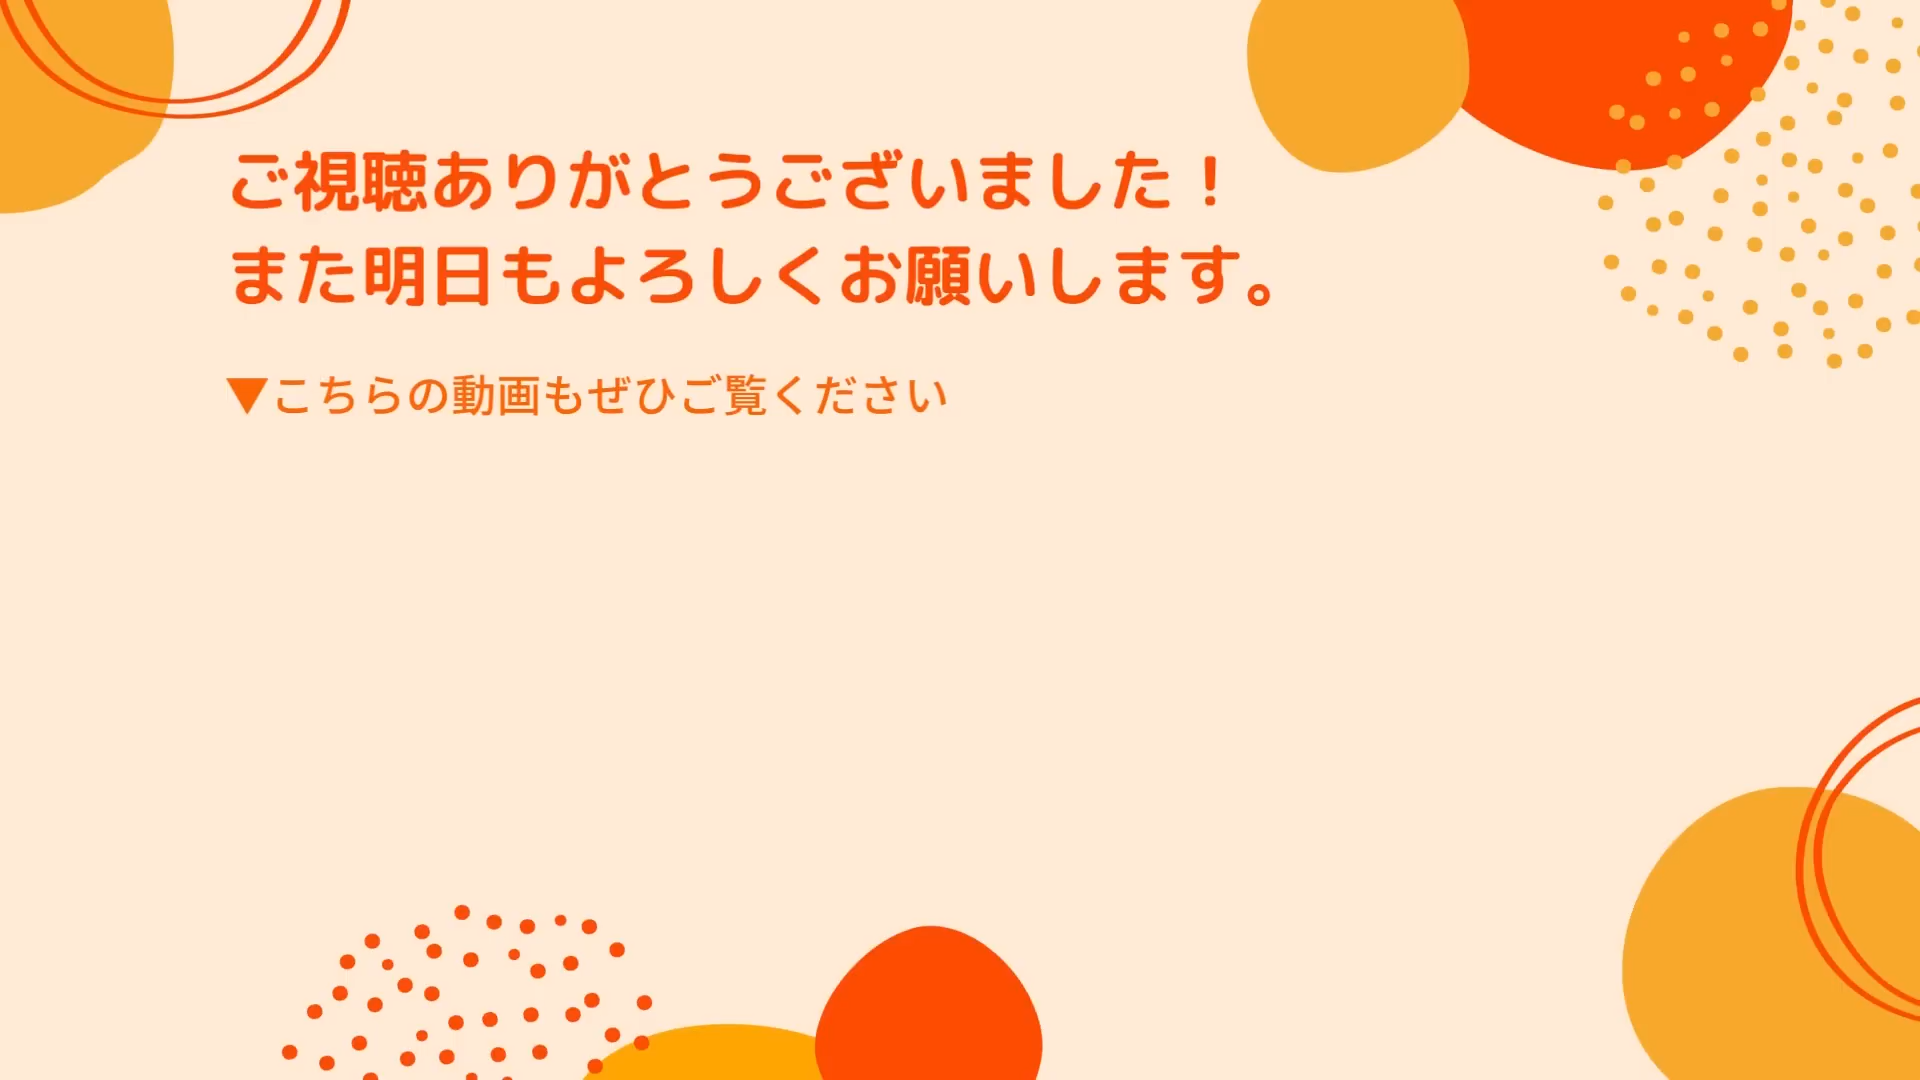 ご視聴ありがとうございました！
また明日もよろしくお願いします。
▼こちらの動画もぜひご覧ください